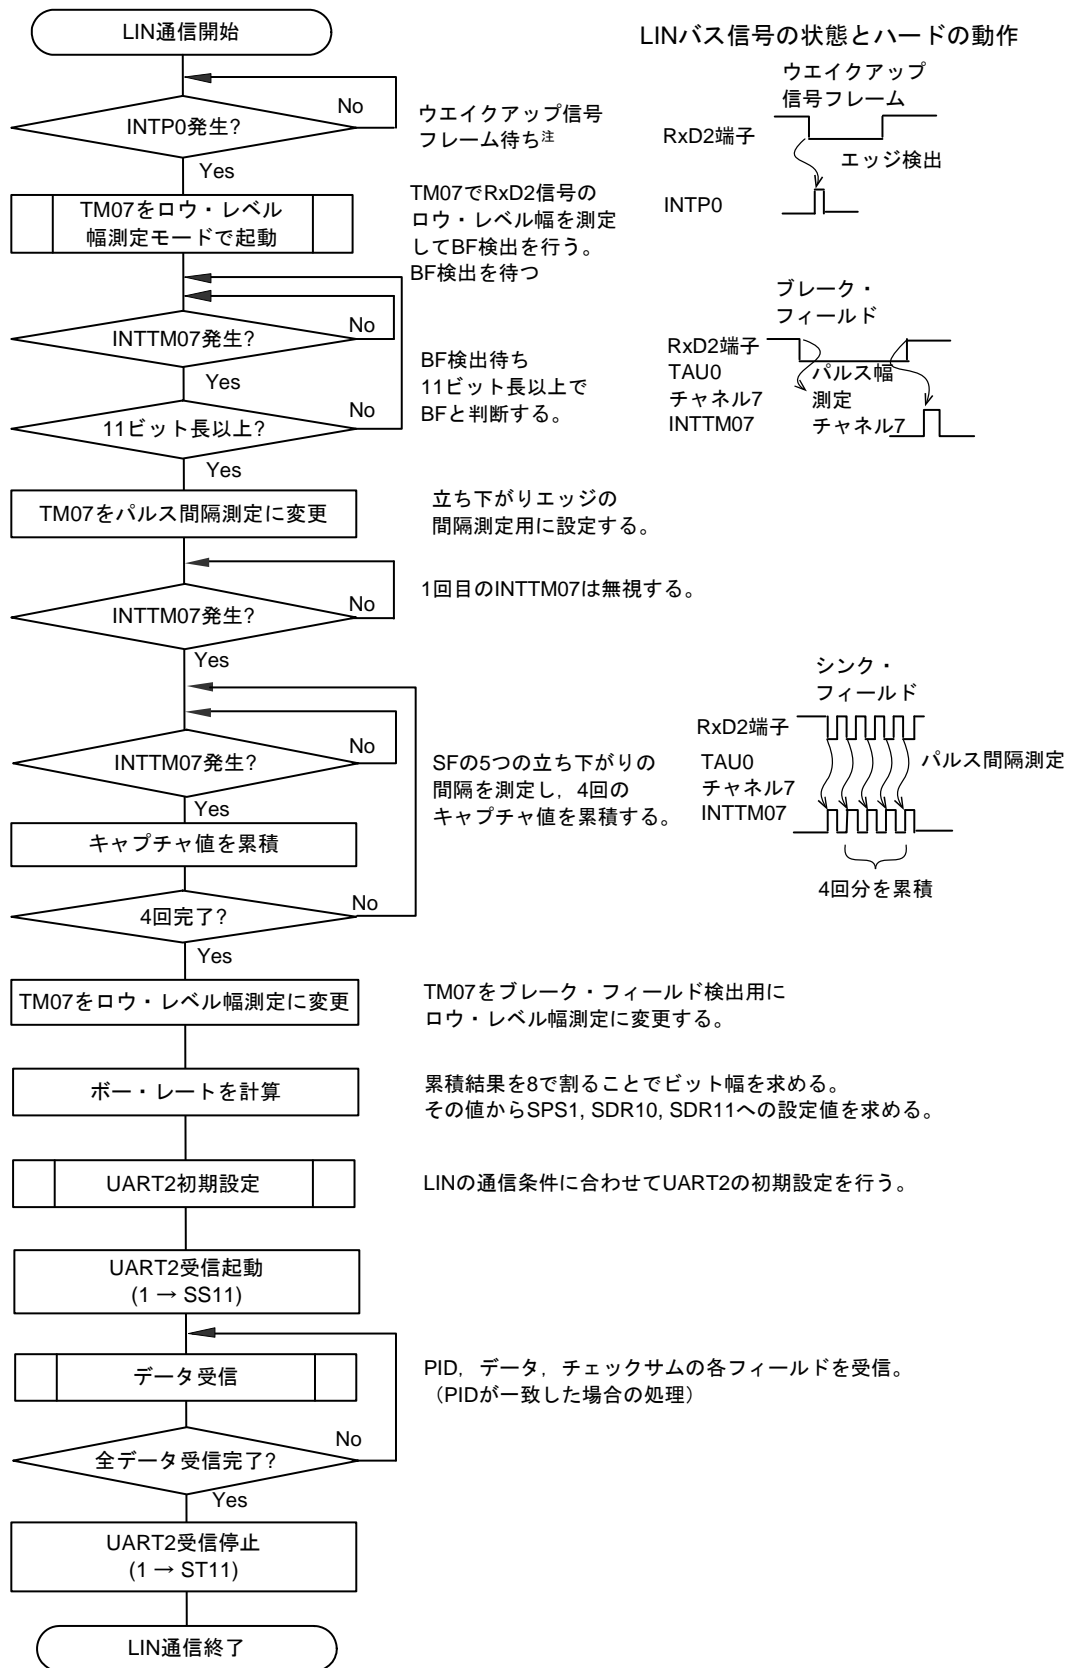 LIN通信開始
LINバス信号の状態とハードの動作
INTP0発生?
No
Yes
ウエイクアップ信号
フレーム待ち注
ウエイクアップ
信号フレーム
RxD2端子
エッジ検出
INTP0
TM07をロウ・レベル
幅測定モードで起動
TM07でRxD2信号の
ロウ・レベル幅を測定
してBF検出を行う。
BF検出を待つ
INTTM07発生?
No
Yes
11ビット長以上?
No
Yes
BF検出待ち
11ビット長以上で
BFと判断する。
ブレーク・
フィールド
RxD2端子
TAU0
チャネル7
INTTM07
パルス幅
測定
チャネル7
TM07をパルス間隔測定に変更
立ち下がりエッジの
間隔測定用に設定する。
INTTM07発生?
No
Yes
1回目のINTTM07は無視する。
INTTM07発生?
No
Yes
キャプチャ値を累積
4回完了?
No
Yes
SFの5つの立ち下がりの
間隔を測定し，4回の
キャプチャ値を累積する。
シンク・
フィールド
RxD2端子
TAU0
チャネル7
INTTM07
パルス間隔測定
4回分を累積
TM07をロウ・レベル幅測定に変更
TM07をブレーク・フィールド検出用に
ロウ・レベル幅測定に変更する。
ボー・レートを計算
累積結果を8で割ることでビット幅を求める。
その値からSPS1, SDR10, SDR11への設定値を求める。
UART2初期設定
LINの通信条件に合わせてUART2の初期設定を行う。
UART2受信起動
(1 → SS11)
データ受信
PID，データ，チェックサムの各フィールドを受信。
（PIDが一致した場合の処理）
全データ受信完了?
No
Yes
UART2受信停止
(1 → ST11)
LIN通信終了